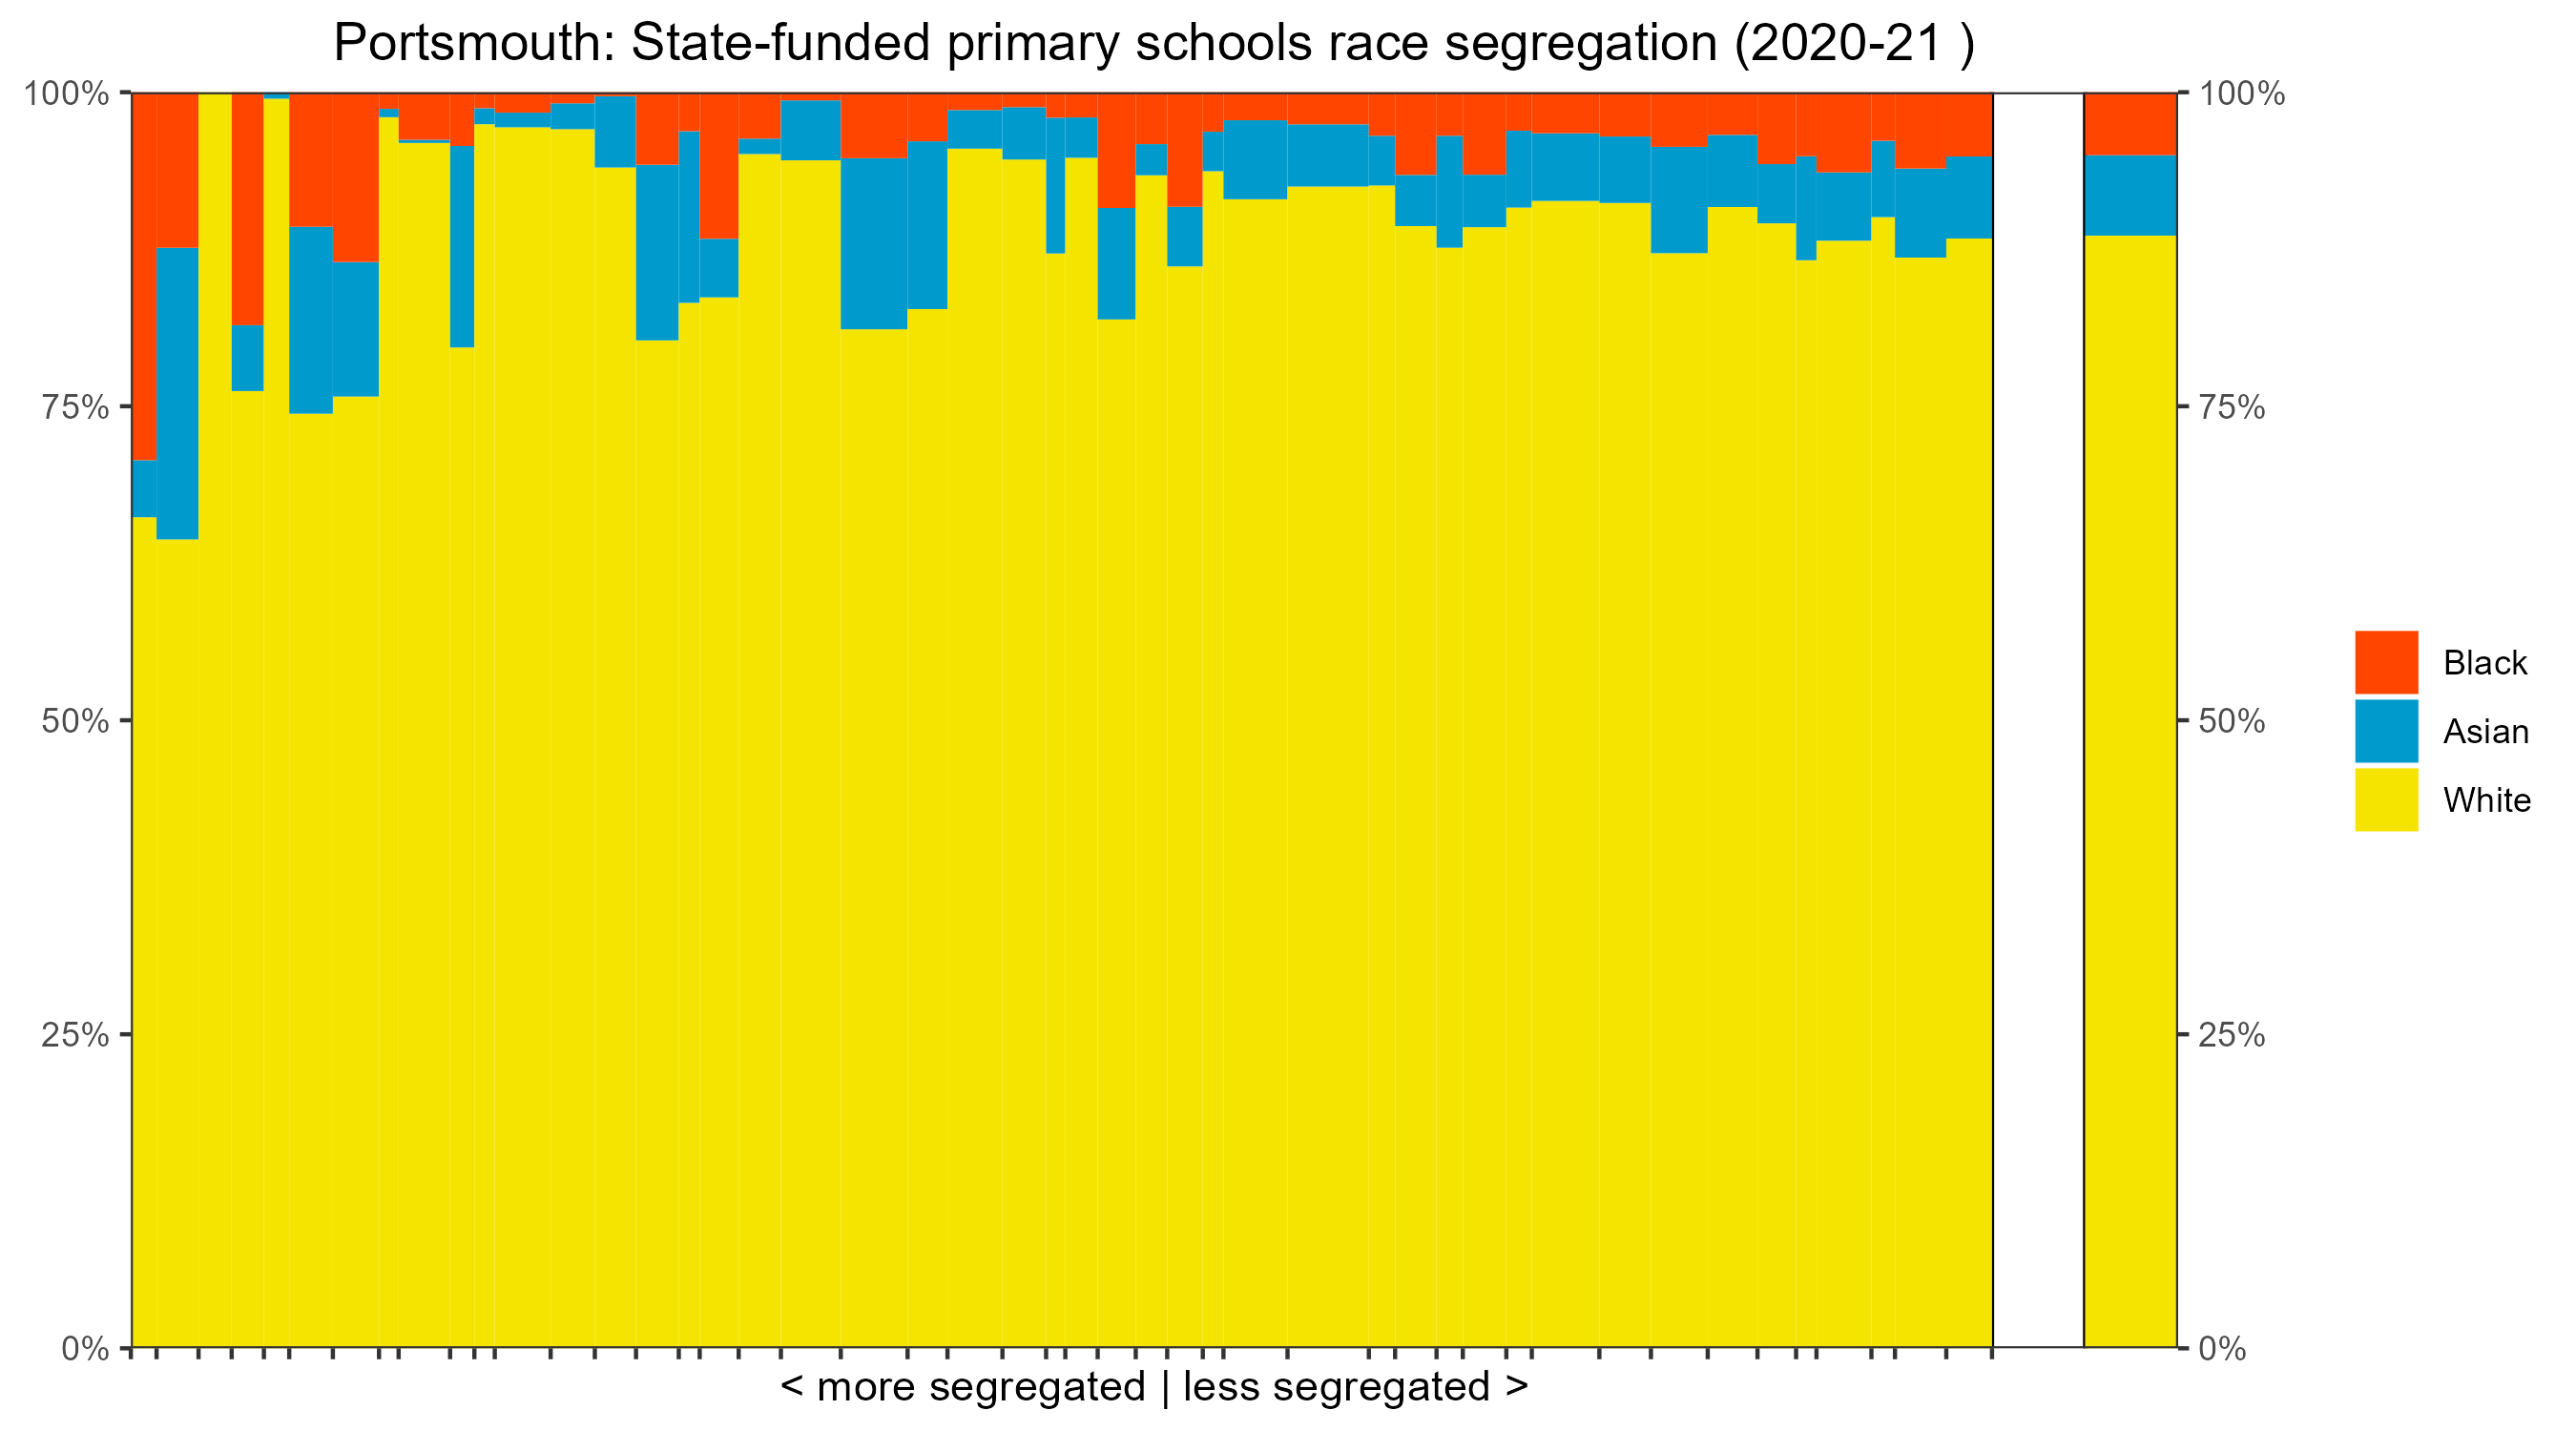 Portsmouth: State-funded primary schools race segregation (2020-21 )
100%
75%
50%
25%
0%
100%
75%
50%
25%
0%
Black
Asian
White
< more segregated | less segregated >